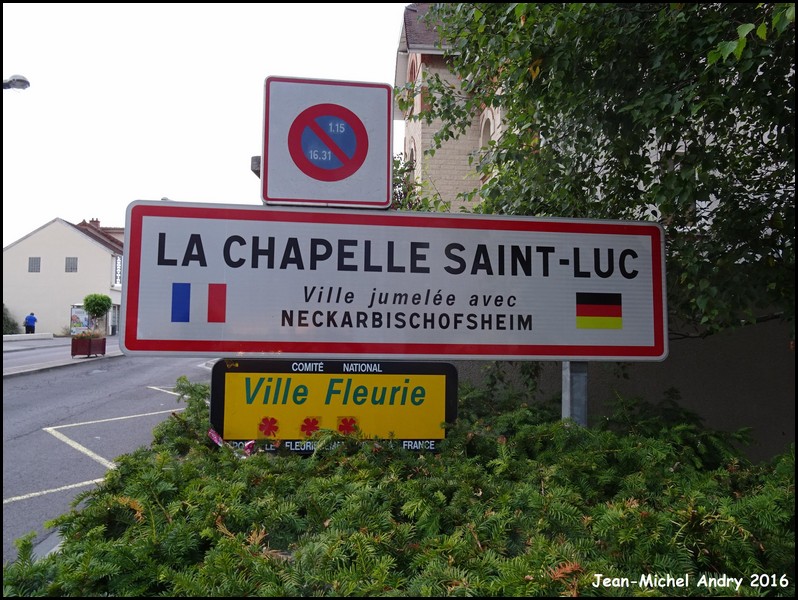 1.15
16.31
LA CHAPELLE SAINT-LUC
Ville jumelée avec
NECKARBISCHOFSHEIM
COMITÉ NATIONAL
Ville Fleurie
FRANCE
Jean-Michel Andry 2016